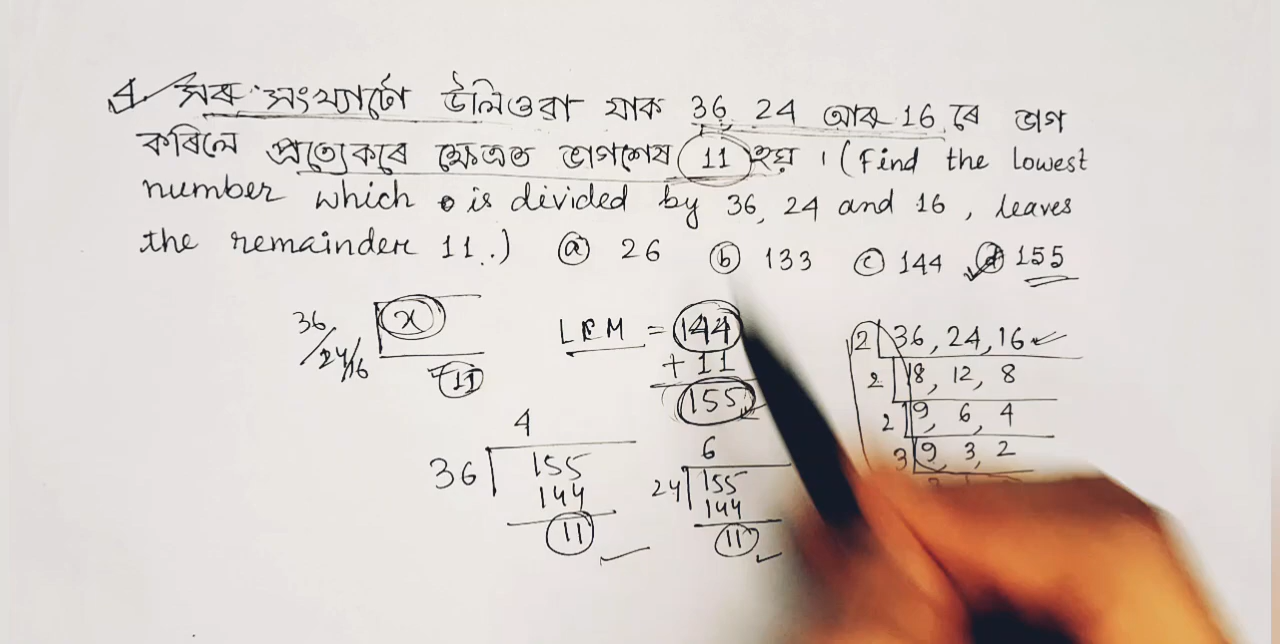 4. সৰু সংখ্যাটো উলিওৱা যাক 36, 24 আৰু 16 ৰে ভাগ
কৰিলে প্ৰত্যেকৰে ক্ষেত্ৰত ভাগশেষ 11 হয় । (Find the lowest
number which is divided by 36, 24 and 16, leaves
the remainder 11..) ⓐ 26 ⓑ 133 ⓒ 144 ⓓ 155
36/24/16 x
11
LCM = 144
+ 11
155
2 36, 24, 16
2 18, 12, 8
2 9, 6, 4
3 9, 3, 2
4
36 155
144
11
6
24 155
144
11